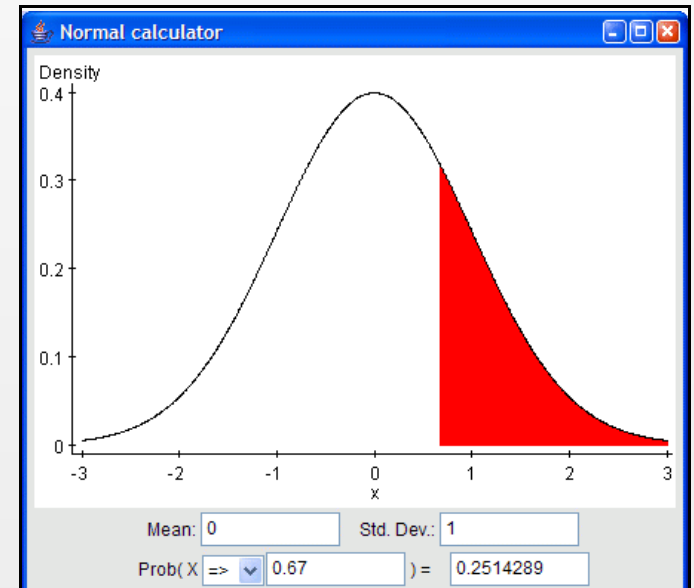 Normal calculator
Density
0.4
0.3
0.2
0.1
0
-3 -2 -1 0 1 2 3
x
Mean: 0 Std. Dev.: 1
Prob( X => 0.67 ) = 0.2514289